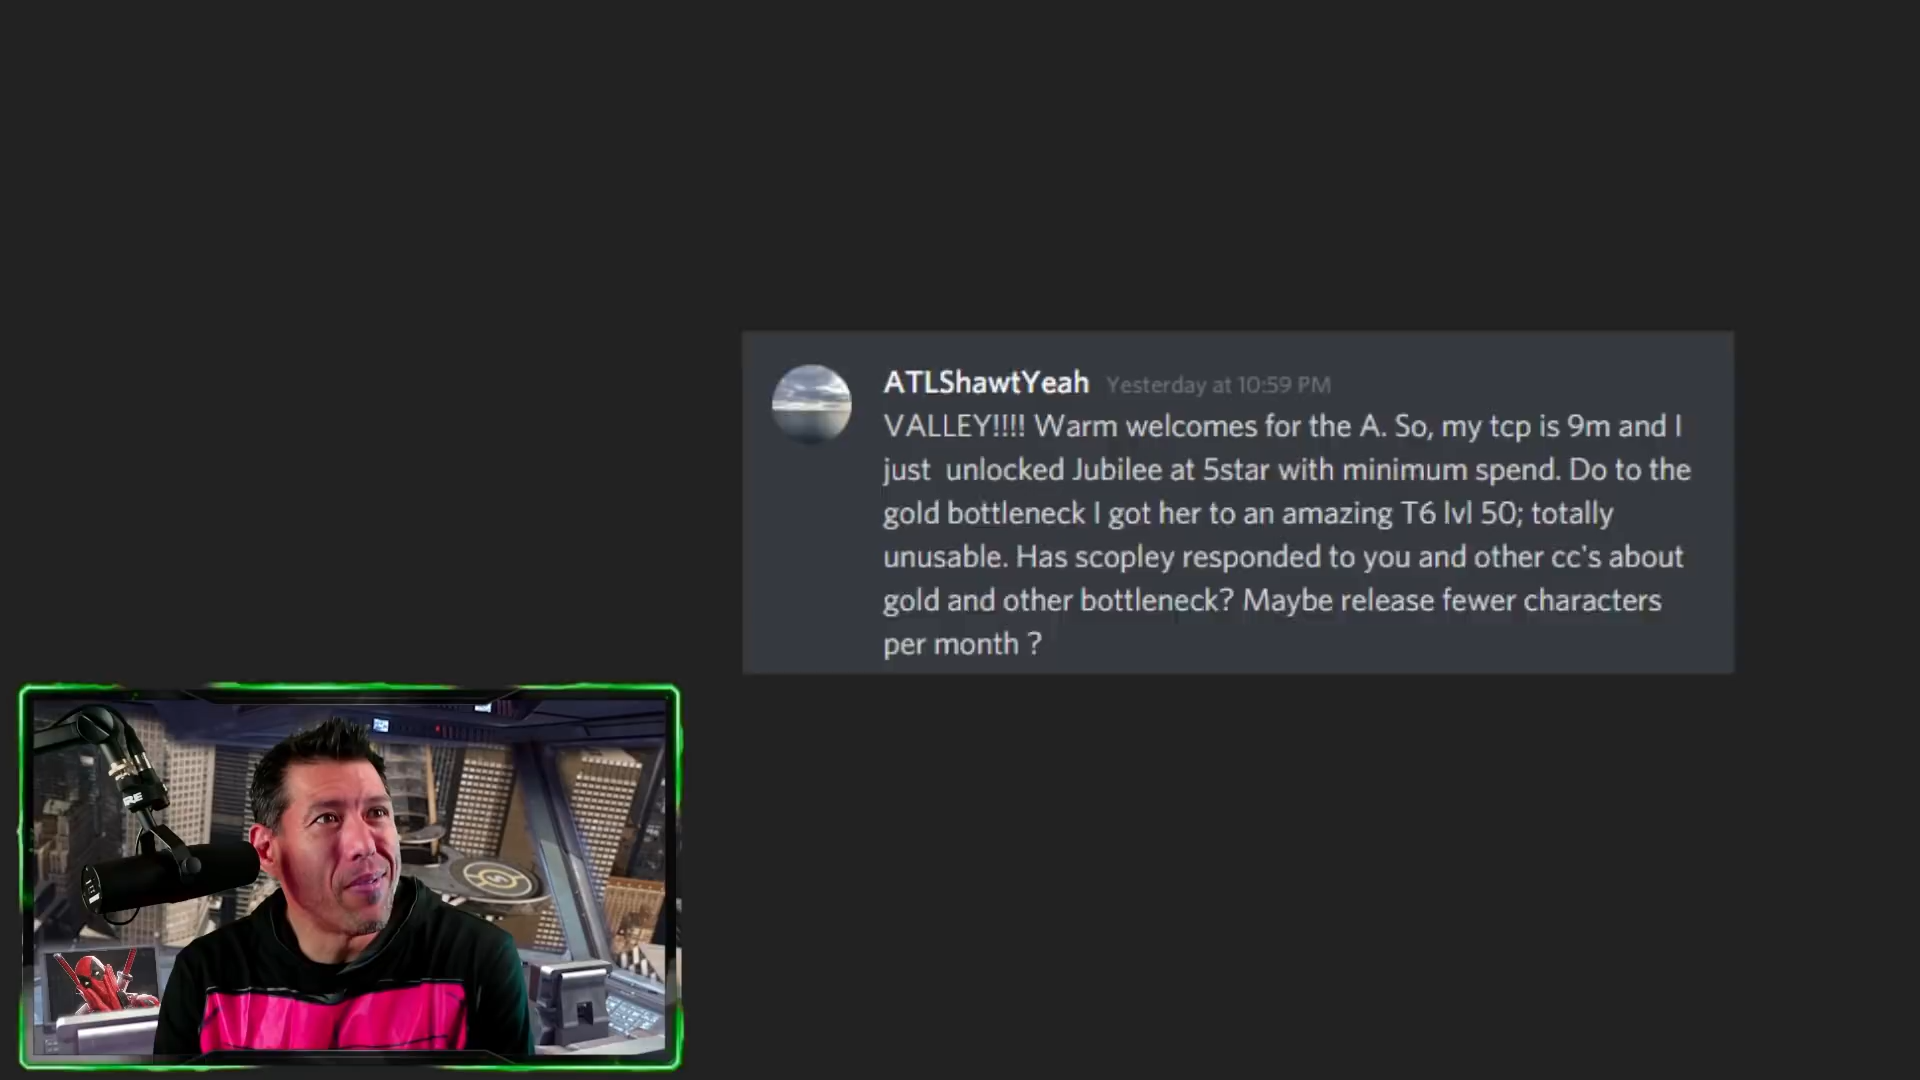 ATLShawtYeah Yesterday at 10:59 PM
VALLEY!!!! Warm welcomes for the A. So, my tcp is 9m and I
just unlocked Jubilee at 5star with minimum spend. Do to the
gold bottleneck I got her to an amazing T6 lvl 50; totally
unusable. Has scopley responded to you and other cc's about
gold and other bottleneck? Maybe release fewer characters
per month ?